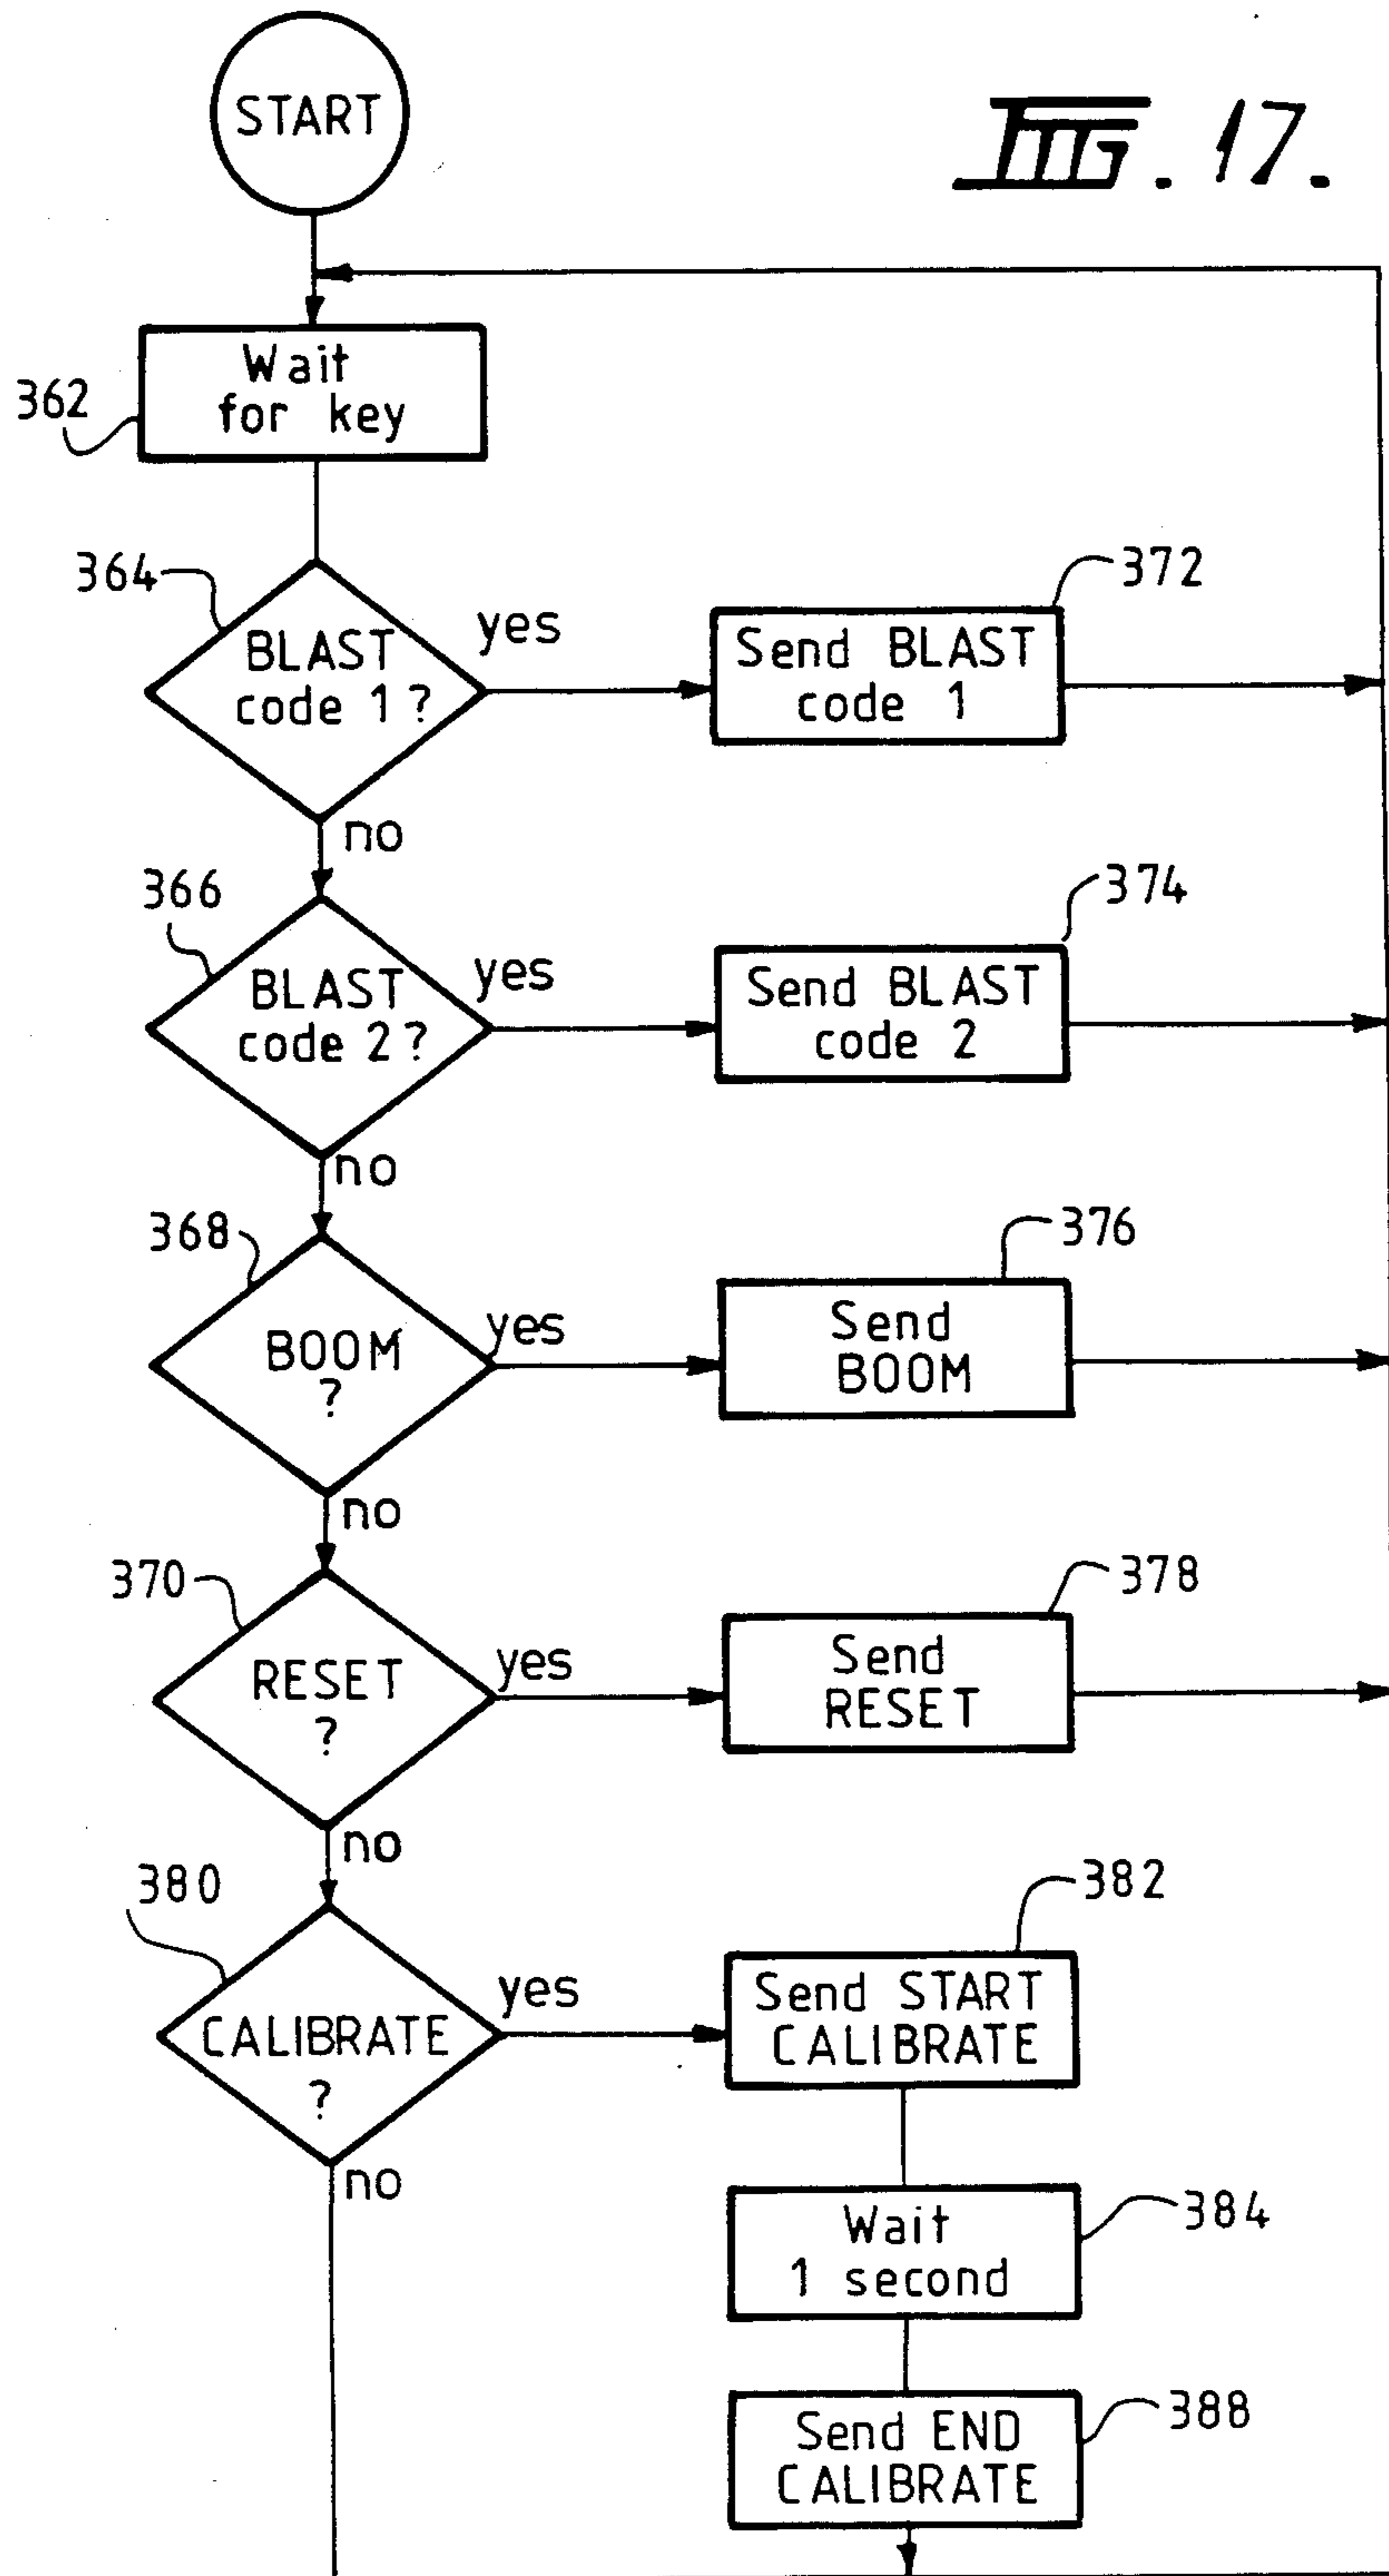 START
FIG. 17.
Wait
for key
362
364
BLAST
code 1?
yes
372
Send BLAST
code 1
no
366
BLAST
code 2?
yes
374
Send BLAST
code 2
no
368
BOOM
?
yes
376
Send
BOOM
no
370
RESET
?
yes
378
Send
RESET
no
380
CALIBRATE
?
yes
382
Send START
CALIBRATE
no
384
Wait
1 second
388
Send END
CALIBRATE